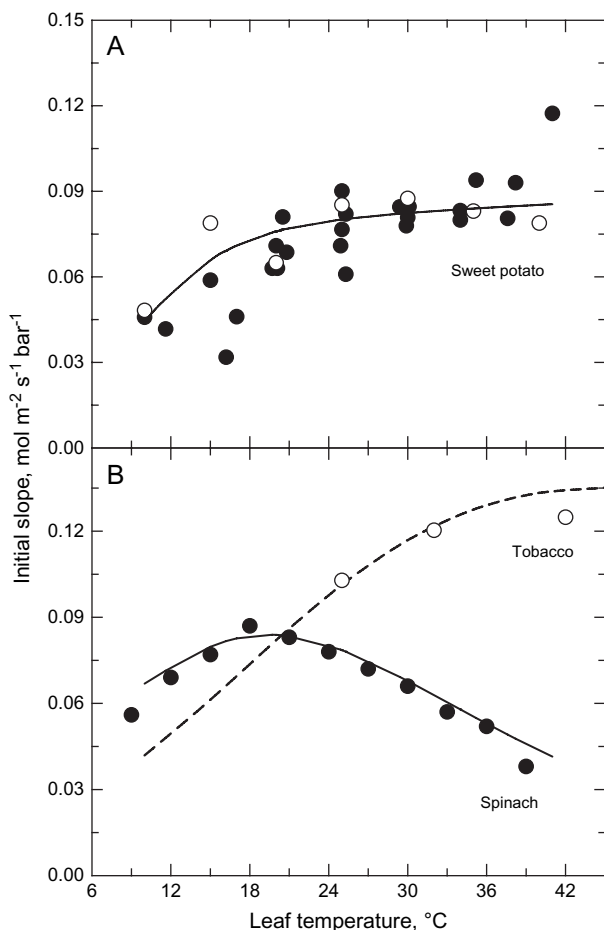 0.15
A
0.12
0.09
0.06
Sweet potato
0.03
0.00
B
0.12
Tobacco
0.09
0.06
0.03
Spinach
0.00
6 12 18 24 30 36 42
Leaf temperature, °C
Initial slope, mol m⁻² s⁻¹ bar⁻¹